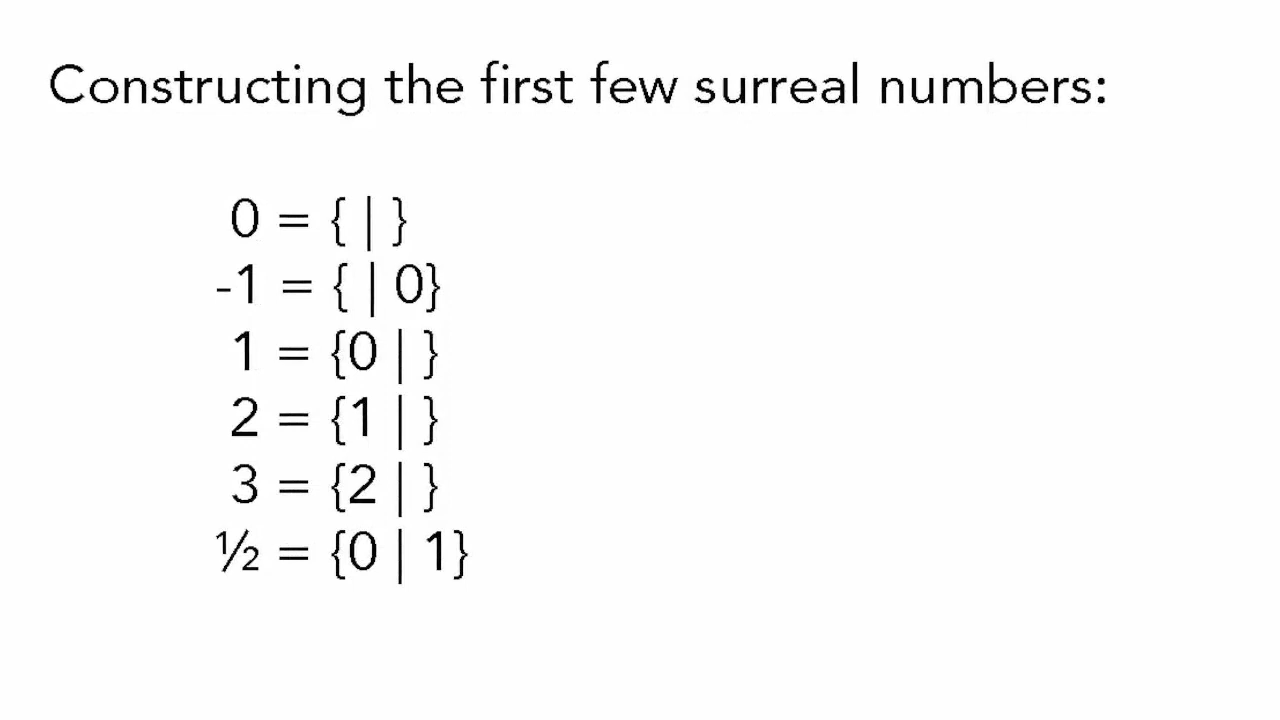 Constructing the first few surreal numbers:
0 = { | }
-1 = { | 0}
1 = {0 | }
2 = {1 | }
3 = {2 | }
½ = {0 | 1}